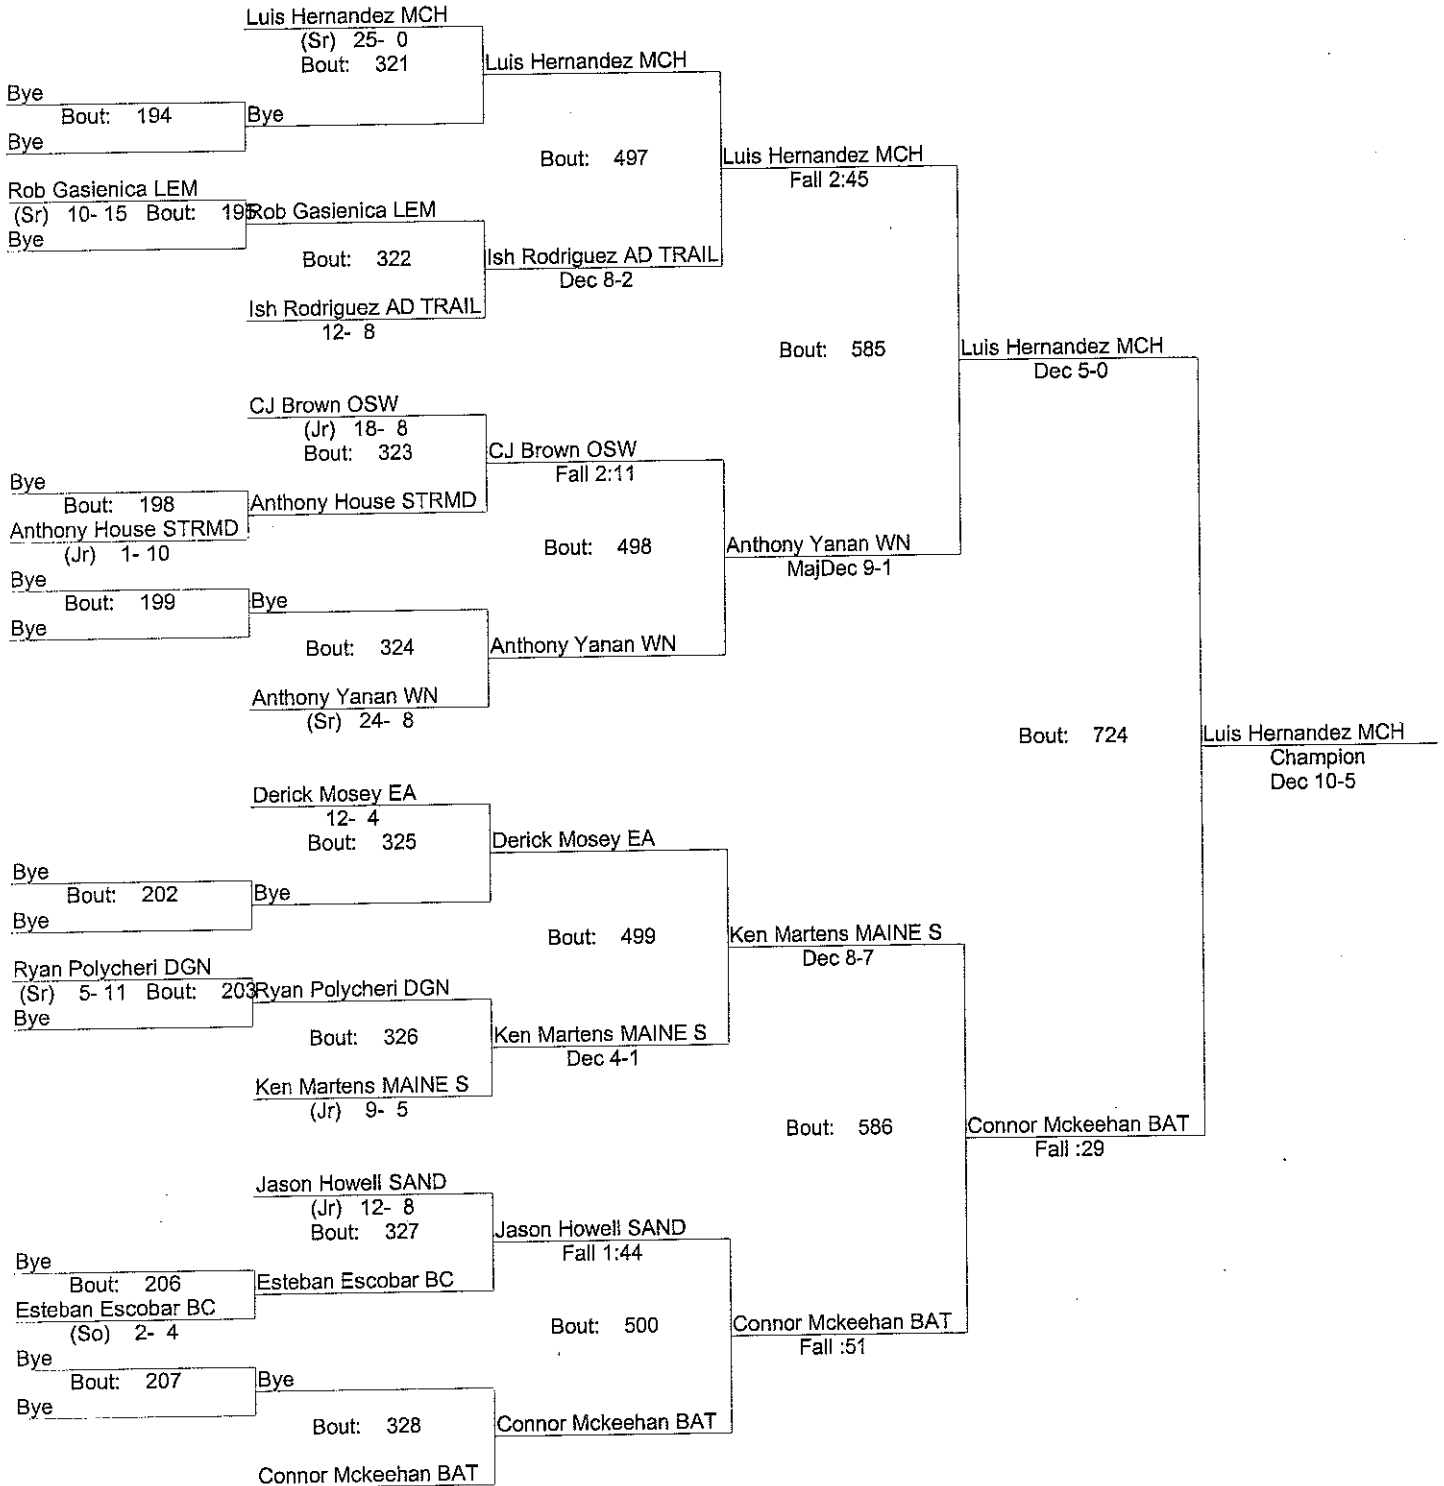 Luis Hernandez MCH
(Sr) 25- 0
Bout: 321
Luis Hernandez MCH
Bye
Bout: 194
Bye
Bye
Bout: 497
Luis Hernandez MCH
Fall 2:45
Rob Gasienica LEM
(Sr) 10- 15 Bout: 195
Rob Gasienica LEM
Bye
Bout: 322
Ish Rodriguez AD TRAIL
Dec 8-2
Ish Rodriguez AD TRAIL
12- 8
Bout: 585
Luis Hernandez MCH
Dec 5-0
CJ Brown OSW
(Jr) 18- 8
Bout: 323
CJ Brown OSW
Fall 2:11
Bye
Bout: 198
Anthony House STRMD
Anthony House STRMD
(Jr) 1- 10
Bout: 498
Anthony Yanan WN
MajDec 9-1
Bye
Bout: 199
Bye
Bye
Bout: 324
Anthony Yanan WN
Anthony Yanan WN
(Sr) 24- 8
Bout: 724
Luis Hernandez MCH
Champion
Dec 10-5
Derick Mosey EA
12- 4
Bout: 325
Derick Mosey EA
Bye
Bout: 202
Bye
Bye
Bout: 499
Ken Martens MAINE S
Dec 8-7
Ryan Polycheri DGN
(Sr) 5- 11 Bout: 203
Ryan Polycheri DGN
Bye
Bout: 326
Ken Martens MAINE S
Dec 4-1
Ken Martens MAINE S
(Jr) 9- 5
Bout: 586
Connor Mckeehan BAT
Fall :29
Jason Howell SAND
(Jr) 12- 8
Bout: 327
Jason Howell SAND
Fall 1:44
Bye
Bout: 206
Esteban Escobar BC
Esteban Escobar BC
(So) 2- 4
Bout: 500
Connor Mckeehan BAT
Fall :51
Bye
Bout: 207
Bye
Bye
Bout: 328
Connor Mckeehan BAT
Connor Mckeehan BAT